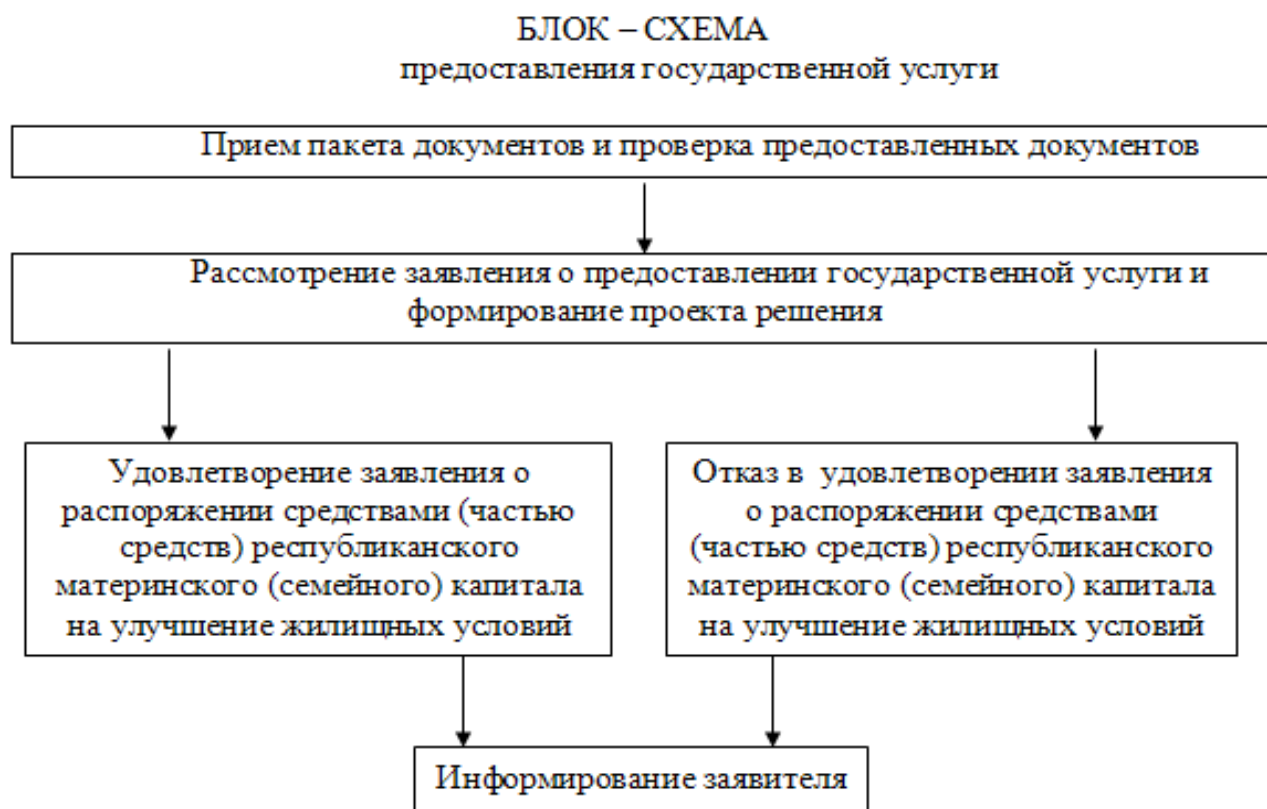 БЛОК – СХЕМА
предоставления государственной услуги
Прием пакета документов и проверка предоставленных документов
Рассмотрение заявления о предоставлении государственной услуги и
формирование проекта решения
Удовлетворение заявления о
распоряжении средствами (частью
средств) республиканского
материнского (семейного) капитала
на улучшение жилищных условий
Отказ в удовлетворении заявления
о распоряжении средствами
(частью средств) республиканского
материнского (семейного) капитала
на улучшение жилищных условий
Информирование заявителя